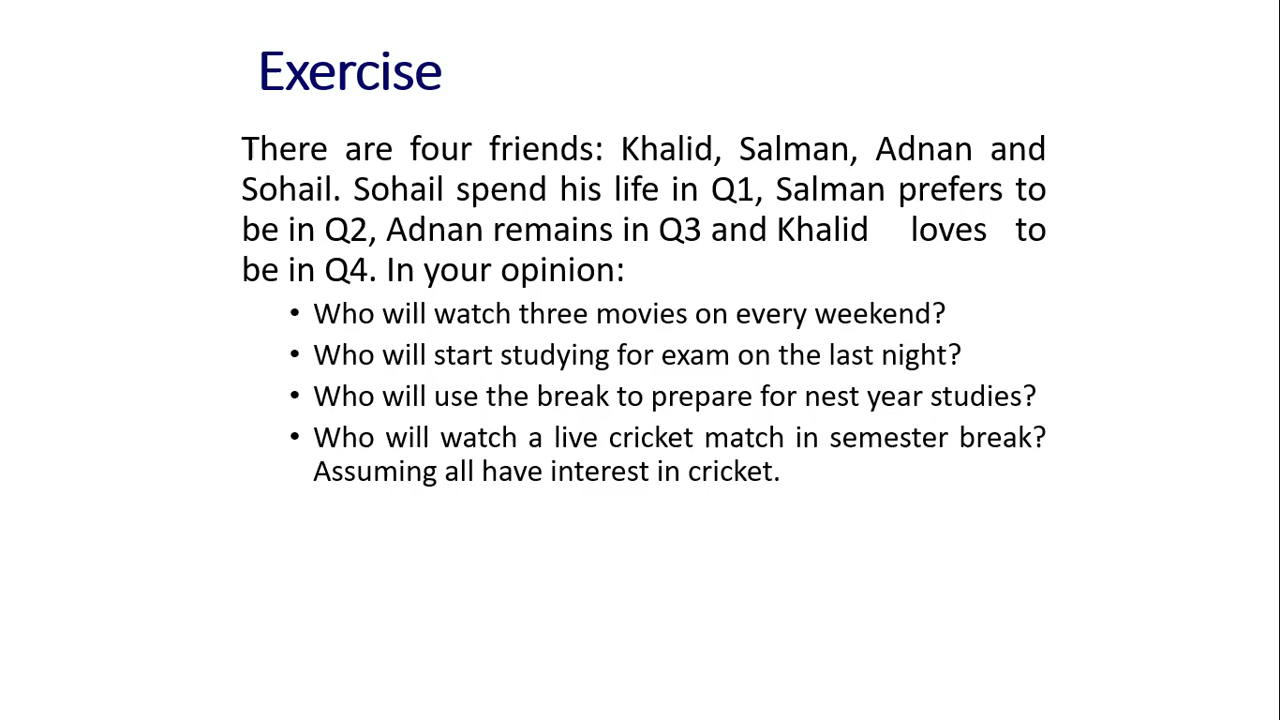 Exercise
There are four friends: Khalid, Salman, Adnan and
Sohail. Sohail spend his life in Q1, Salman prefers to
be in Q2, Adnan remains in Q3 and Khalid loves to
be in Q4. In your opinion:
• Who will watch three movies on every weekend?
• Who will start studying for exam on the last night?
• Who will use the break to prepare for nest year studies?
• Who will watch a live cricket match in semester break?
Assuming all have interest in cricket.